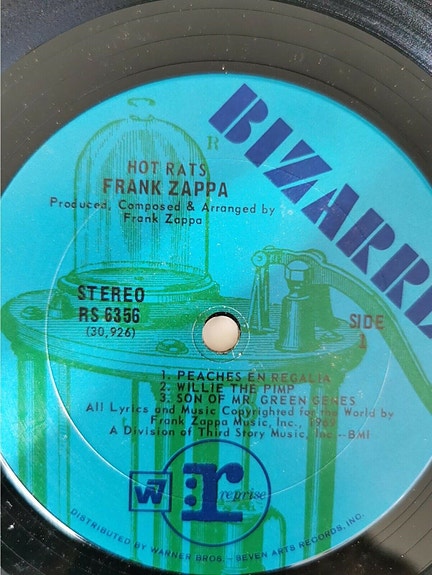 BIZARRE
R
HOT RATS
FRANK ZAPPA
Produced, Composed & Arranged by
Frank Zappa
STEREO
RS 6356
(30,926)
SIDE
1
1. PEACHES EN REGALIA
2. WILLIE THE PIMP
3. SON OF MR. GREEN GENES
All Lyrics and Music Copyrighted for the World by
Frank Zappa Music, Inc., 1969
A Division of Third Story Music, Inc.--BMI
W7
r
reprise
DISTRIBUTED BY WARNER BROS. - SEVEN ARTS RECORDS, INC.